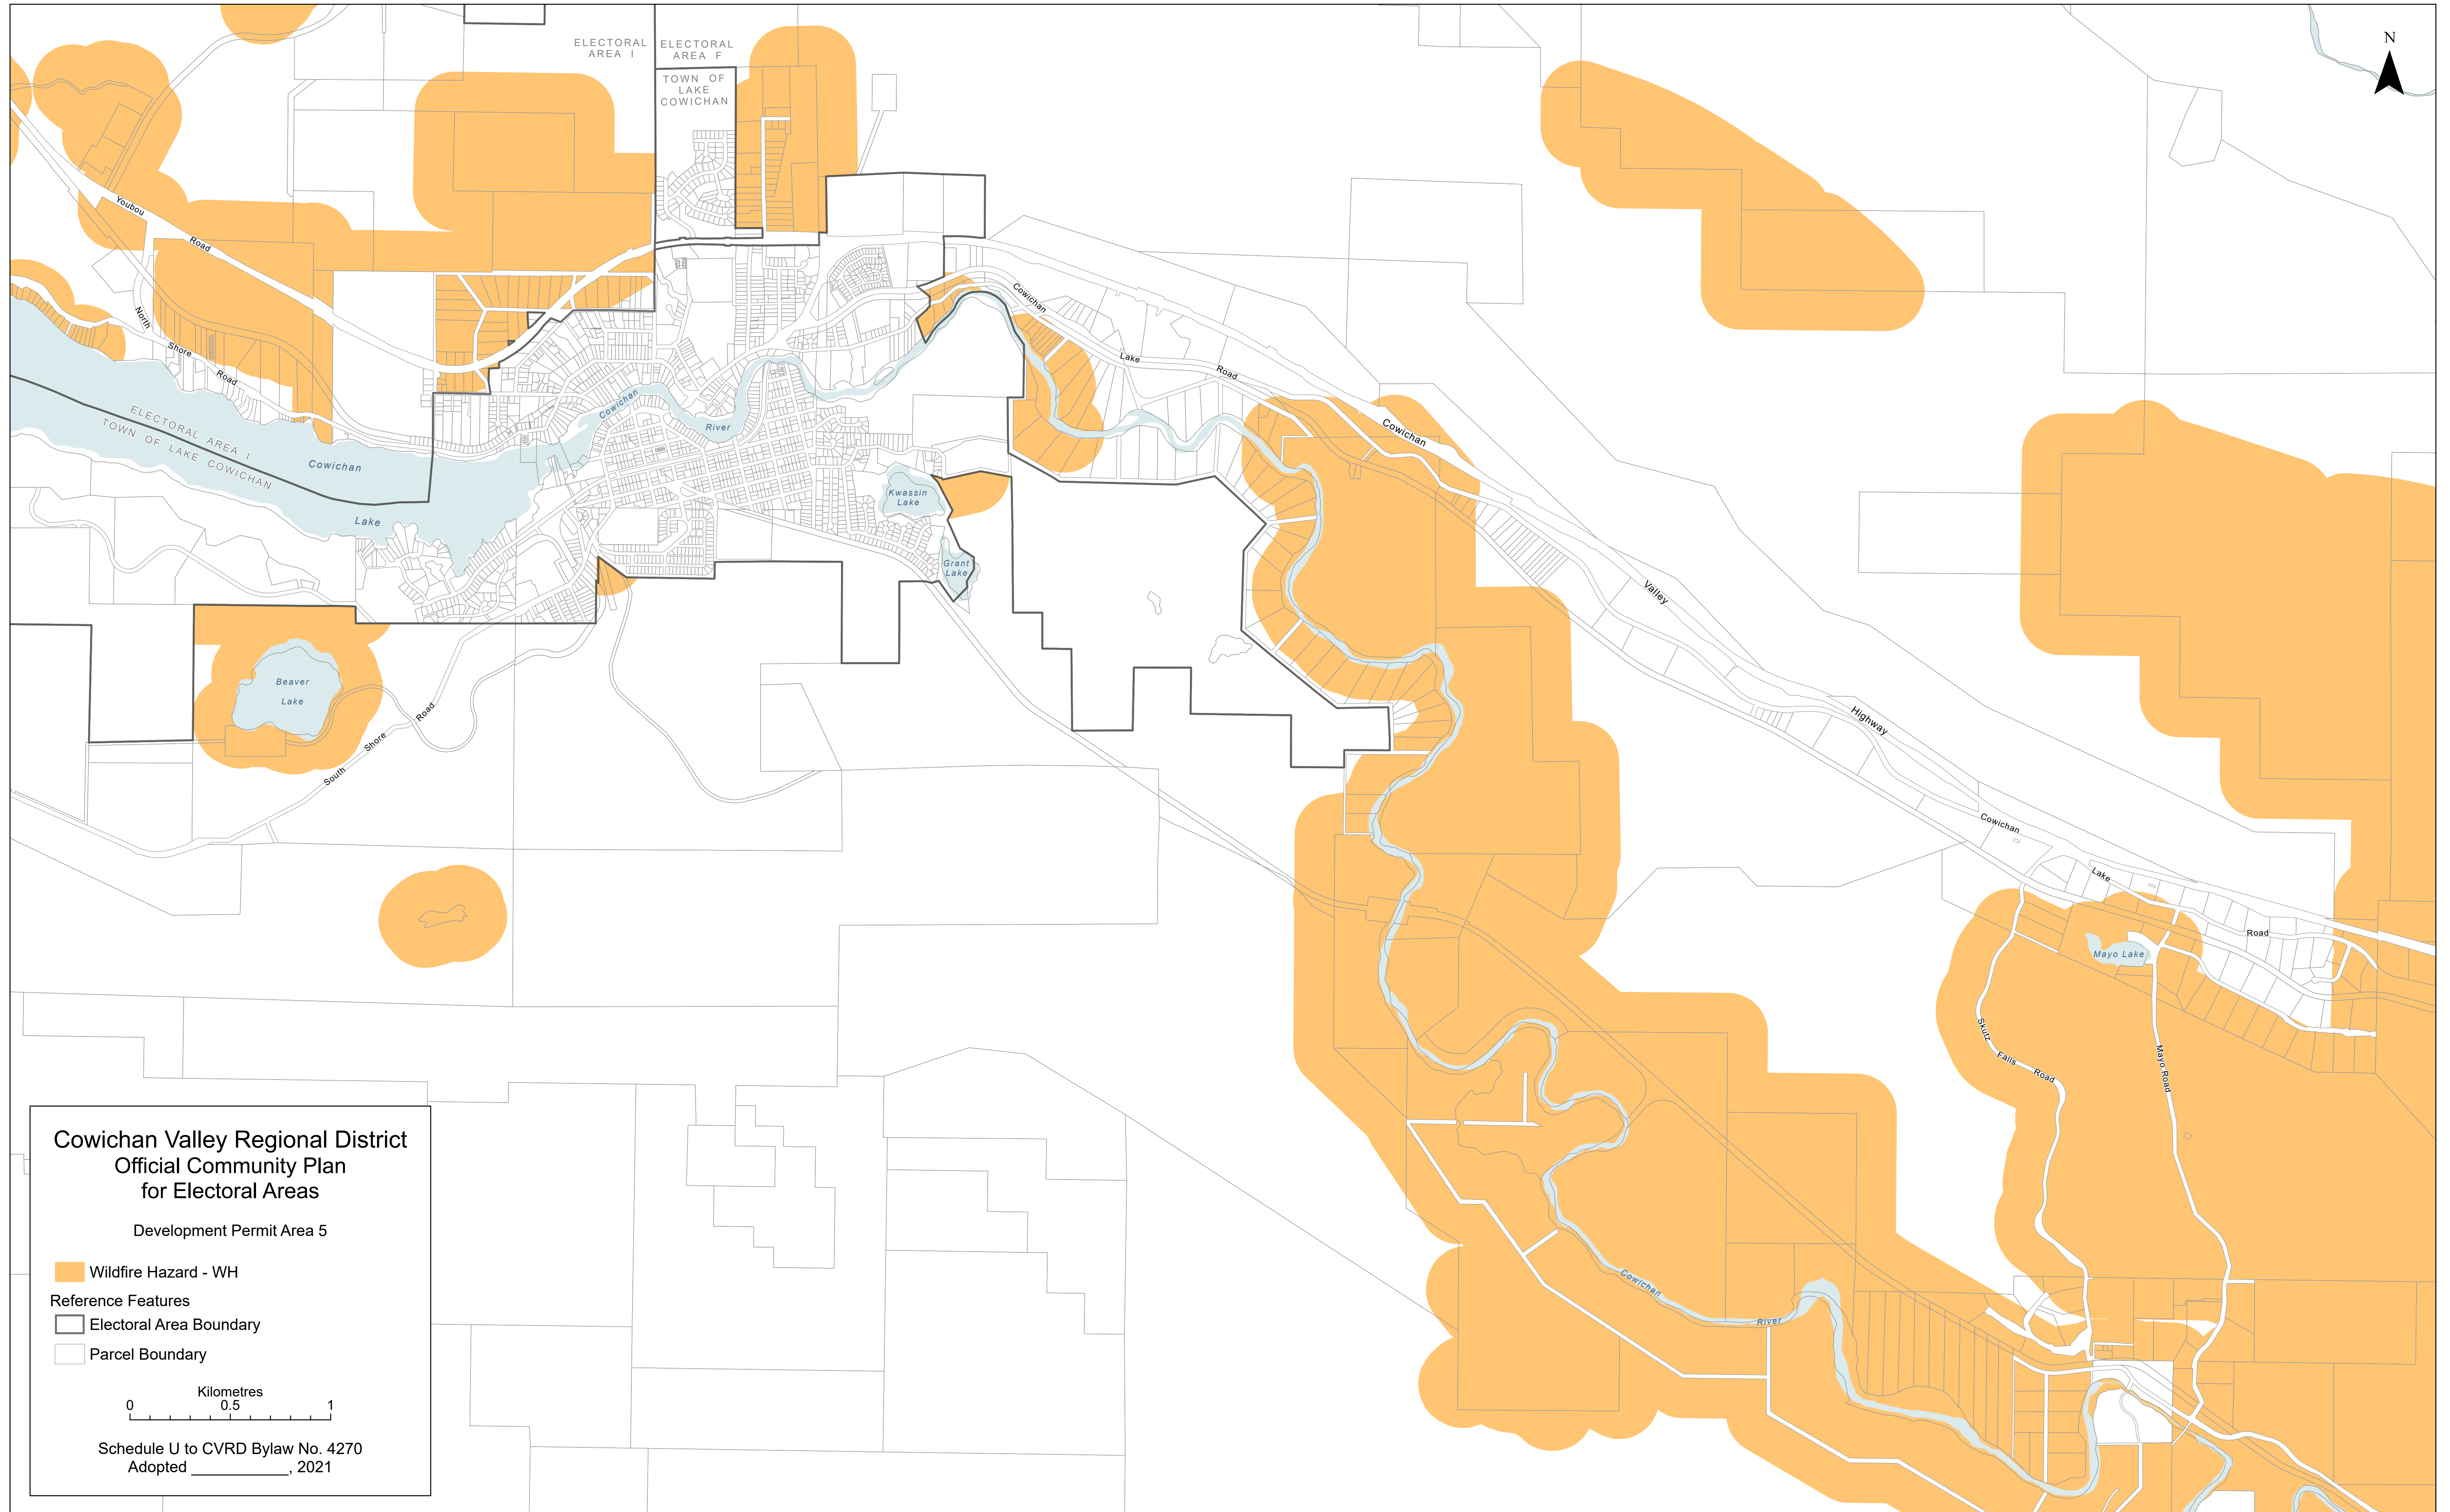 N
ELECTORAL
AREA I
ELECTORAL
AREA F
TOWN OF
LAKE
COWICHAN
Youbou
Road
North
Shore
Road
Cowichan
Lake
Road
ELECTORAL AREA I
TOWN OF LAKE COWICHAN
Cowichan
Lake
Cowichan
River
Kwassin
Lake
Grant
Lake
Cowichan
Valley
Highway
Beaver
Lake
South
Shore
Road
Cowichan
Lake
Road
Mayo Lake
Skutz
Falls
Road
Mayo Road
Cowichan
River
Cowichan Valley Regional District
Official Community Plan
for Electoral Areas
Development Permit Area 5
Wildfire Hazard - WH
Reference Features
Electoral Area Boundary
Parcel Boundary
Kilometres
0 0.5 1
Schedule U to CVRD Bylaw No. 4270
Adopted ____________, 2021